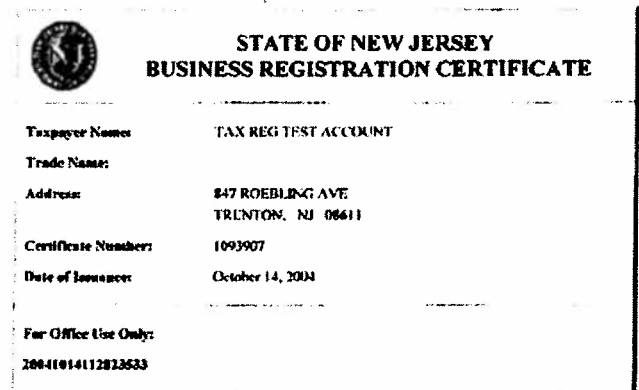 STATE OF NEW JERSEY
BUSINESS REGISTRATION CERTIFICATE
Taxpayer Name: TAX REG TEST ACCOUNT
Trade Name:
Address: 847 ROEBLING AVE
TRENTON, NJ 08611
Certificate Number: 1093907
Date of Issuance: October 14, 2004
For Office Use Only:
20041014112823533